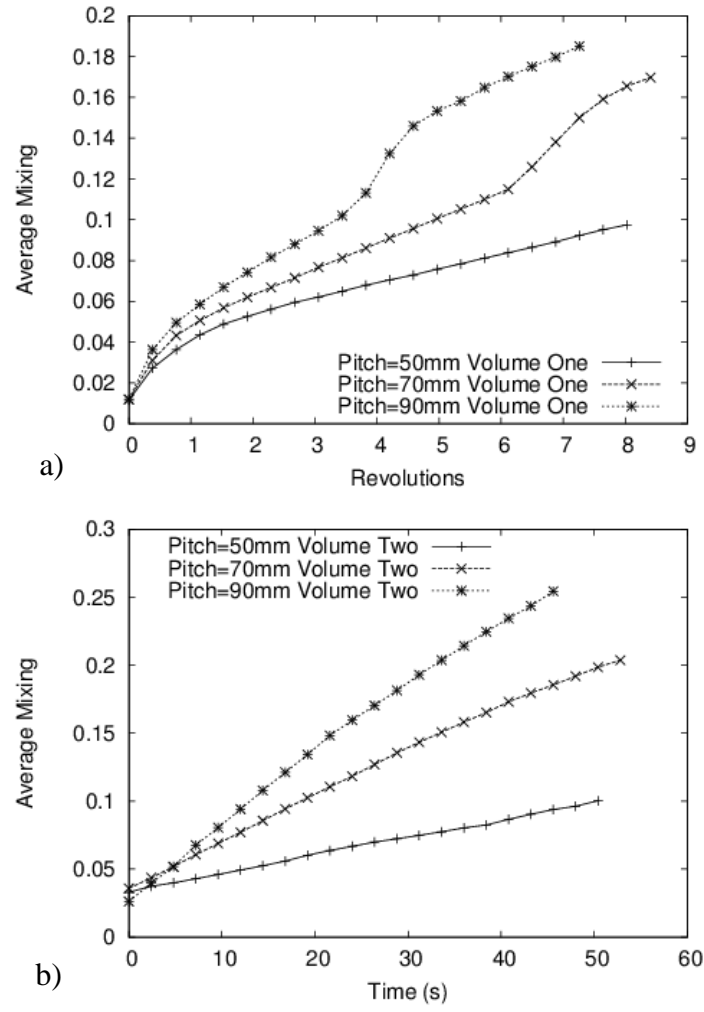 0.2
0.18
0.16
0.14
0.12
0.1
0.08
0.06
0.04
0.02
0
Average Mixing
Pitch=50mm Volume One
Pitch=70mm Volume One
Pitch=90mm Volume One
0 1 2 3 4 5 6 7 8 9
Revolutions
a)
0.3
0.25
0.2
0.15
0.1
0.05
0
Average Mixing
Pitch=50mm Volume Two
Pitch=70mm Volume Two
Pitch=90mm Volume Two
0 10 20 30 40 50 60
Time (s)
b)